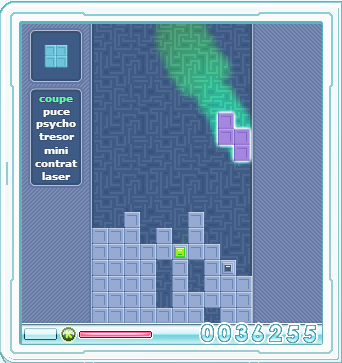 coupe
puce
psycho
tresor
mini
contrat
laser
0036255